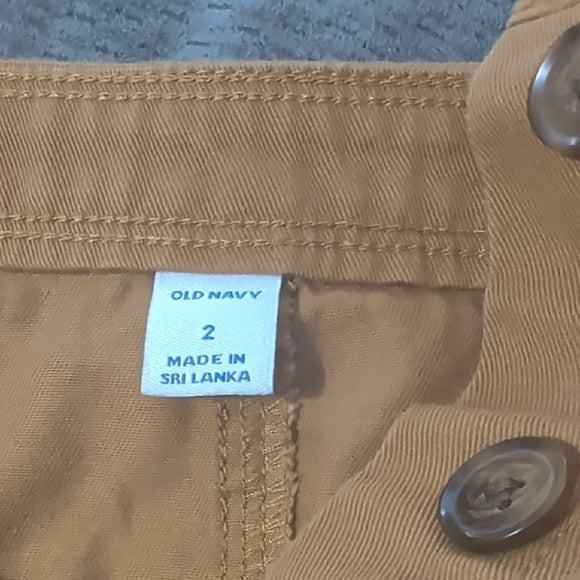 OLD NAVY
2
MADE IN
SRI LANKA